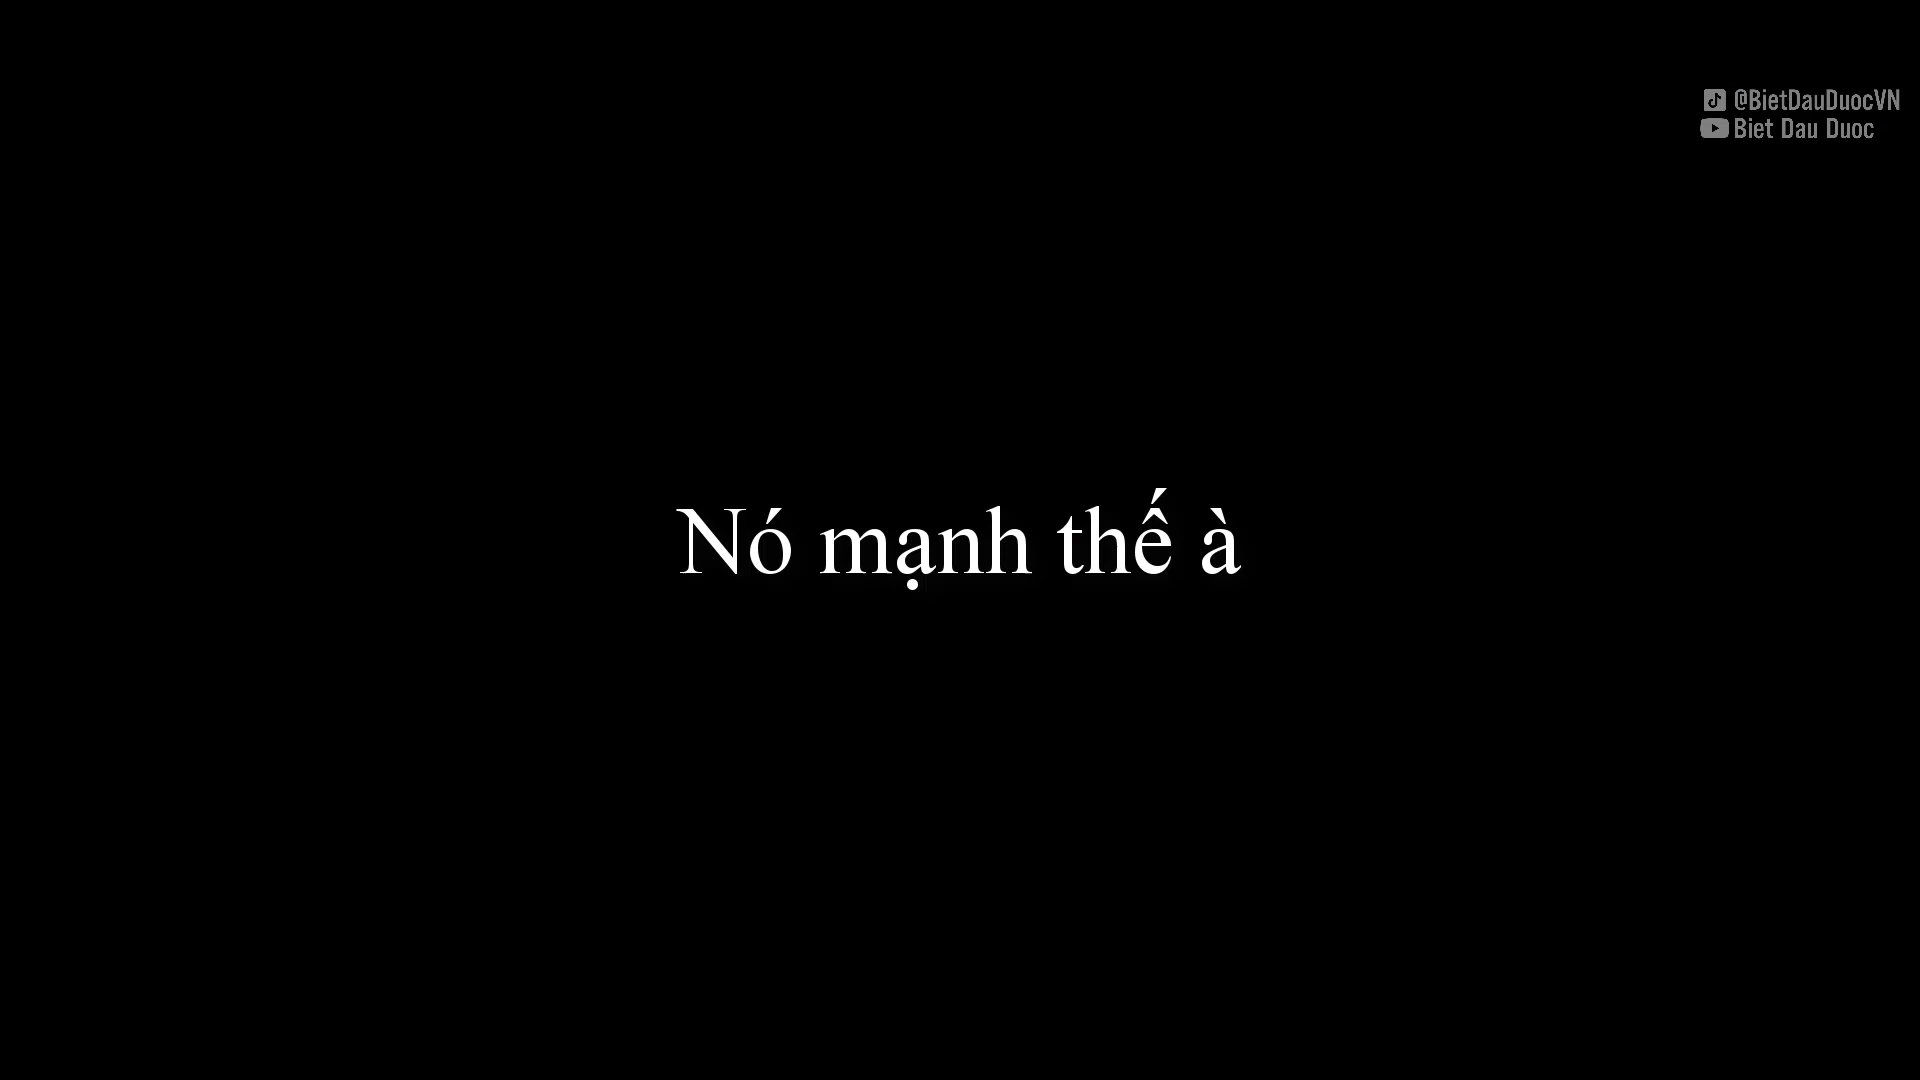 @BietDauDuocVN
Biet Dau Duoc
Nó mạnh thế à